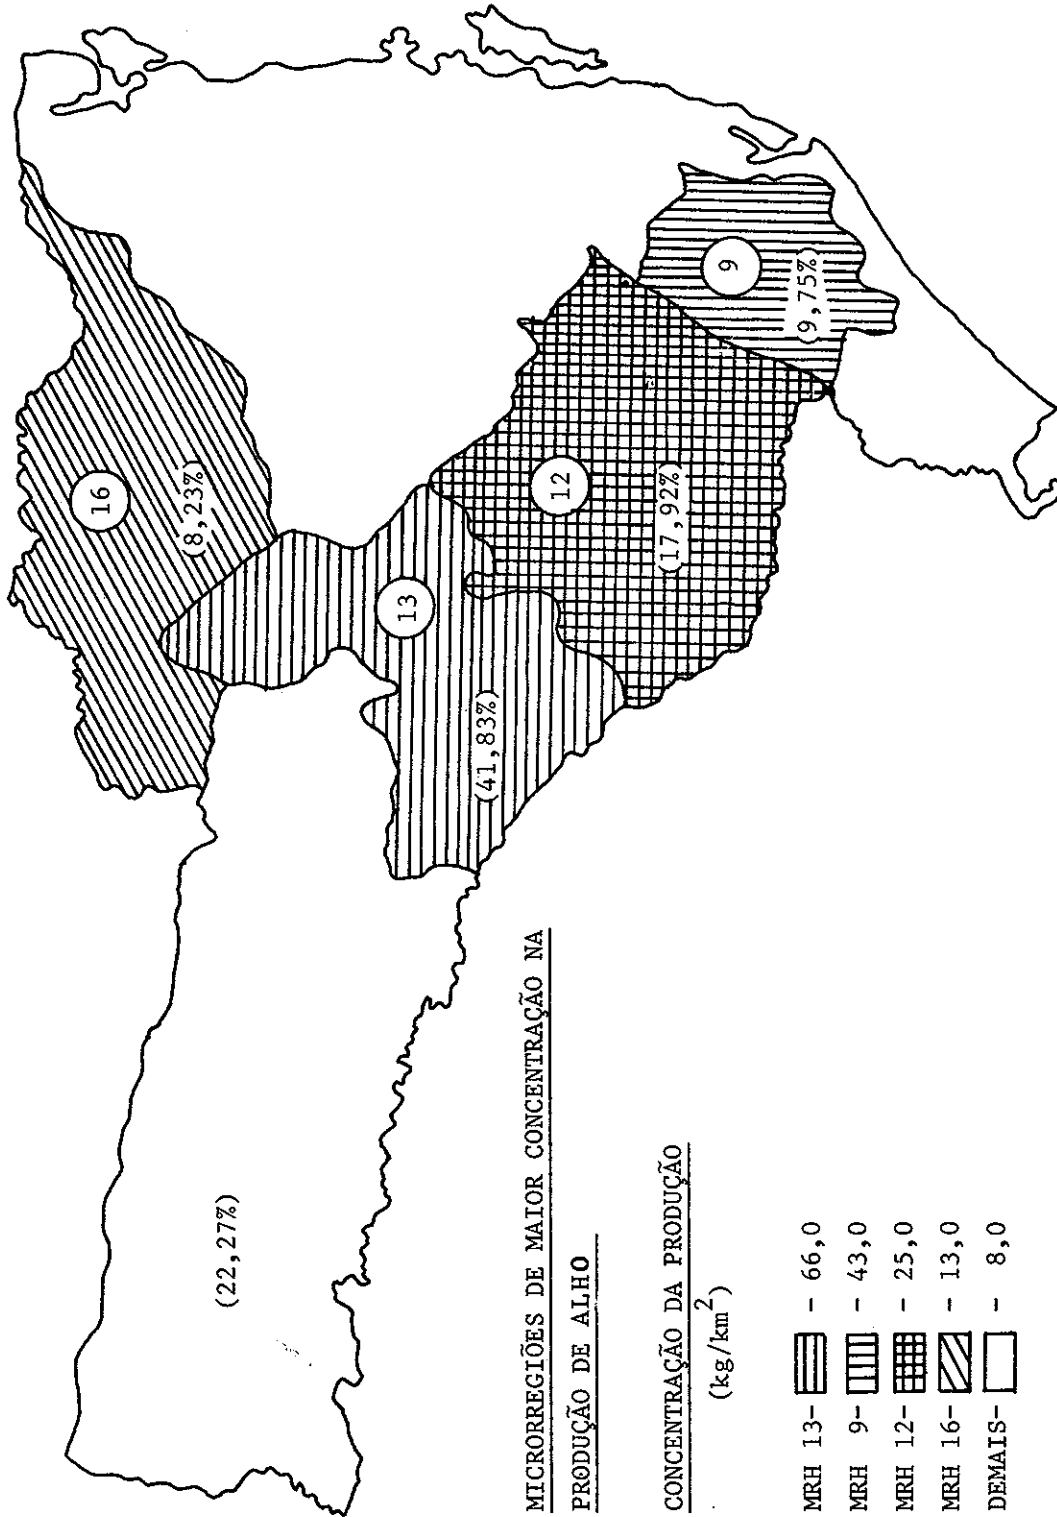 16
(8,23%)
13
(41,83%)
12
(17,92%)
9
(9,75%)
(22,27%)
MICRORREGIÕES DE MAIOR CONCENTRAÇÃO NA
PRODUÇÃO DE ALHO
CONCENTRAÇÃO DA PRODUÇÃO
(kg/km²)
MRH 13- - 66,0
MRH 9- - 43,0
MRH 12- - 25,0
MRH 16- - 13,0
DEMAIS- - 8,0